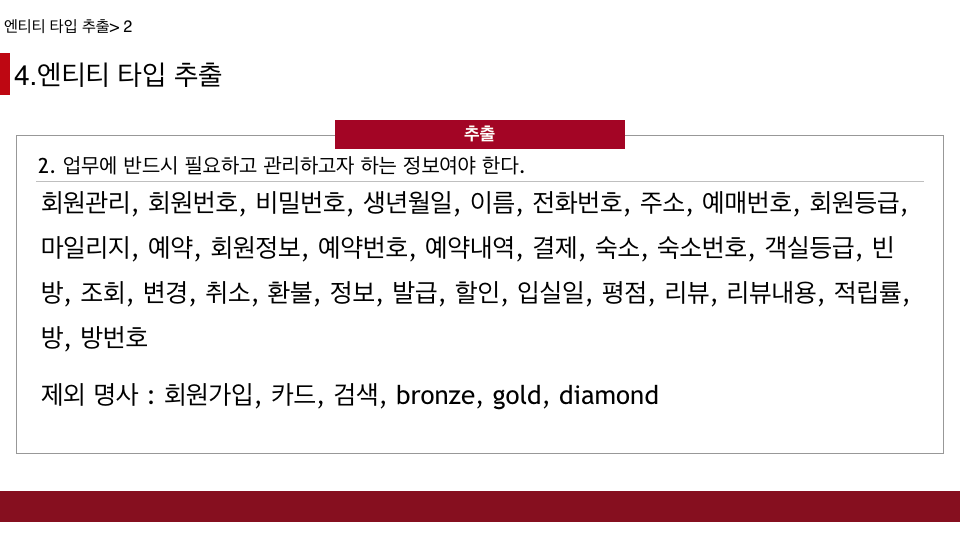 엔티티 타입 추출> 2
4.엔티티 타입 추출
추출
2. 업무에 반드시 필요하고 관리하고자 하는 정보여야 한다.
회원관리, 회원번호, 비밀번호, 생년월일, 이름, 전화번호, 주소, 예매번호, 회원등급,
마일리지, 예약, 회원정보, 예약번호, 예약내역, 결제, 숙소, 숙소번호, 객실등급, 빈
방, 조회, 변경, 취소, 환불, 정보, 발급, 할인, 입실일, 평점, 리뷰, 리뷰내용, 적립률,
방, 방번호
제외 명사 : 회원가입, 카드, 검색, bronze, gold, diamond